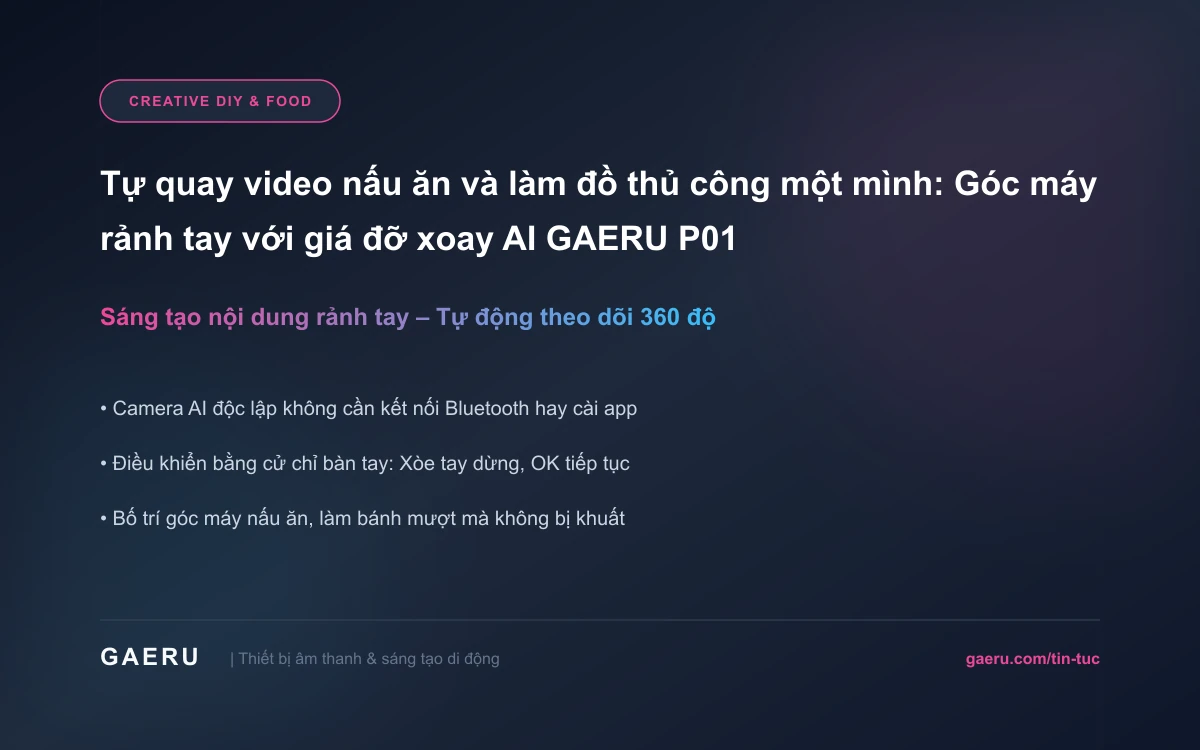 CREATIVE DIY & FOOD
Tự quay video nấu ăn và làm đồ thủ công một mình: Góc máy
rảnh tay với giá đỡ xoay AI GAERU P01
Sáng tạo nội dung rảnh tay – Tự động theo dõi 360 độ
• Camera AI độc lập không cần kết nối Bluetooth hay cài app
• Điều khiển bằng cử chỉ bàn tay: Xòe tay dừng, OK tiếp tục
• Bố trí góc máy nấu ăn, làm bánh mượt mà không bị khuất
GAERU | Thiết bị âm thanh & sáng tạo di động gaeru.com/tin-tuc